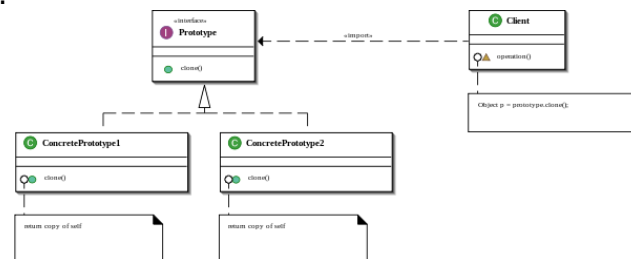 «interface»
I Prototype
clone()
«import»
C Client
operation()
Object p = prototype.clone();
C ConcretePrototype1
clone()
return copy of self
C ConcretePrototype2
clone()
return copy of self